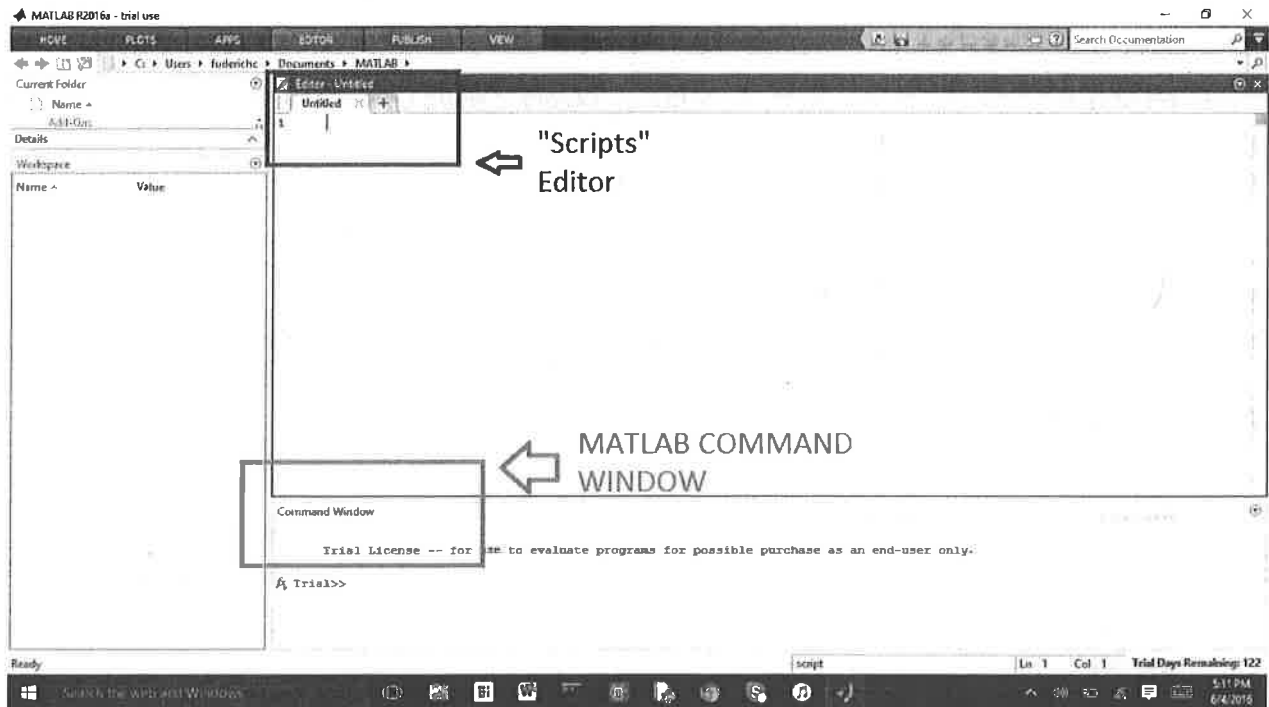 MATLAB R2016a - trial use
HOME PLOTS APPS EDITOR PUBLISH VIEW
Search Documentation
C: Users fuderichc Documents MATLAB
Current Folder
Name
Add-Ons
Details
Workspace
Name Value
Editor - Untitled
Untitled +
1
"Scripts"
Editor
MATLAB COMMAND
WINDOW
Command Window
Trial License -- for use to evaluate programs for possible purchase as an end-user only.
fx Trial>>
Ready
script Ln 1 Col 1 Trial Days Remaining: 122
Search the web and Windows
5:11 PM
6/4/2016